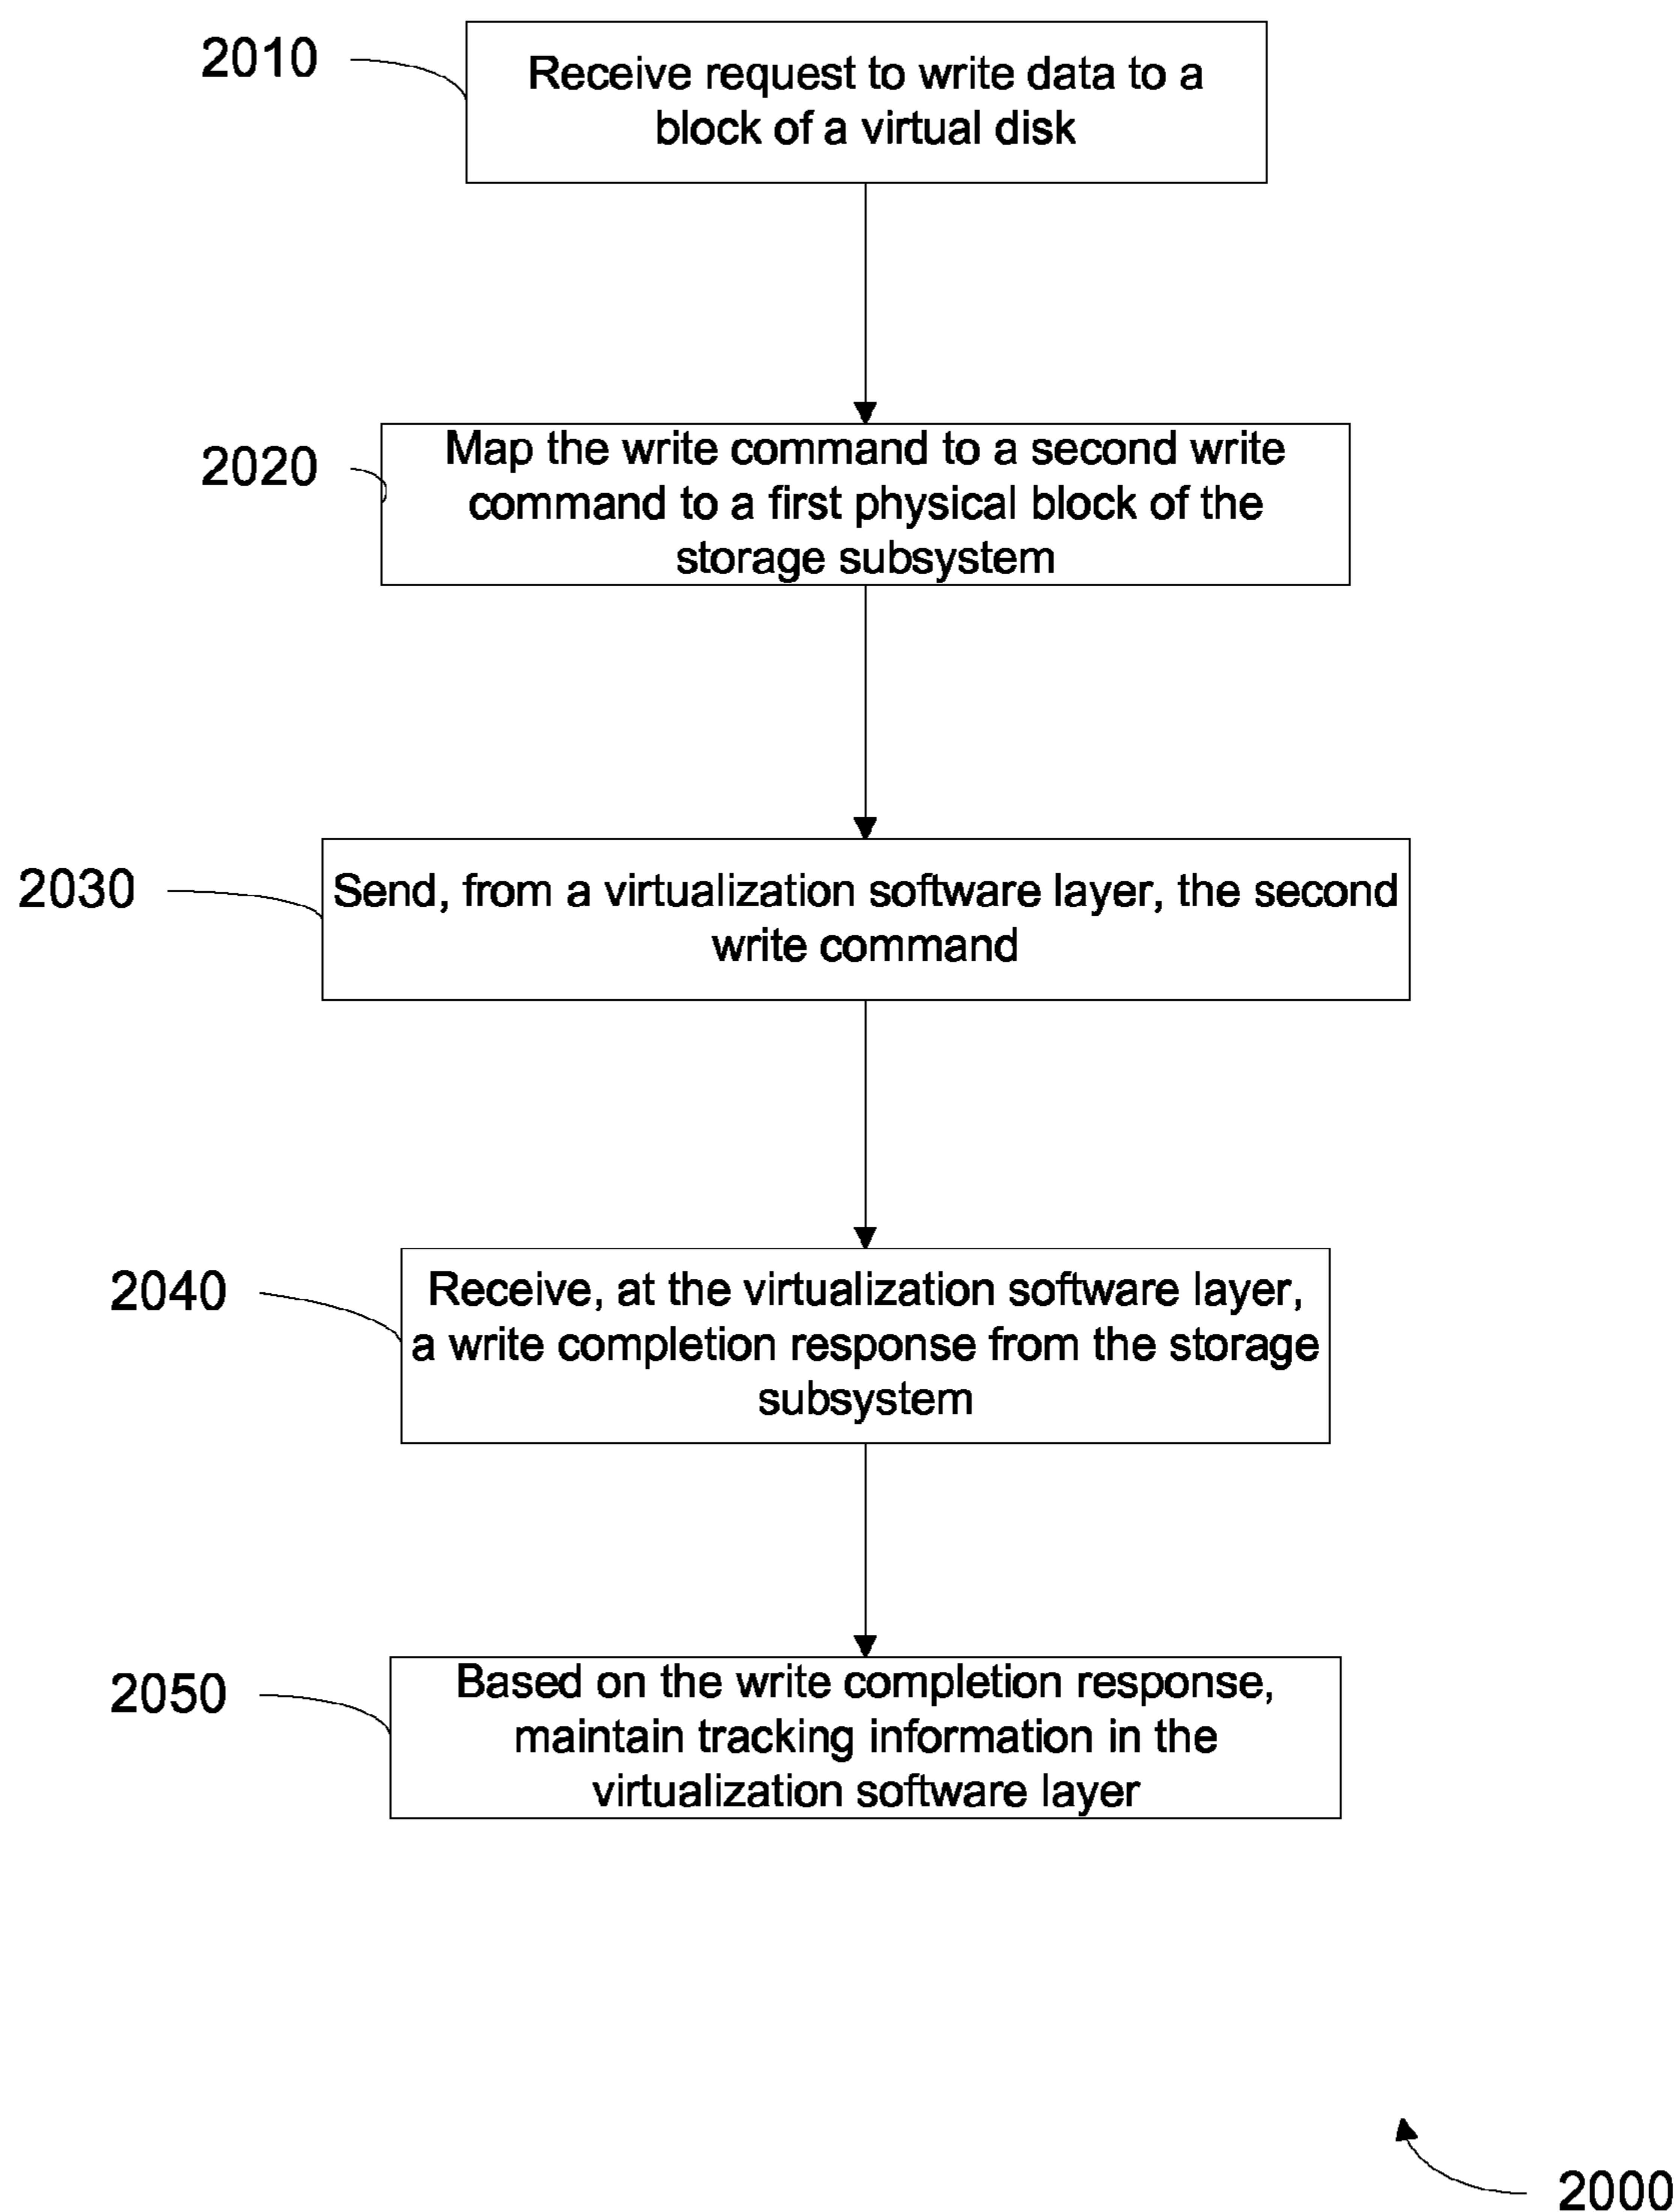 2010
Receive request to write data to a
block of a virtual disk
2020
Map the write command to a second write
command to a first physical block of the
storage subsystem
2030
Send, from a virtualization software layer, the second
write command
2040
Receive, at the virtualization software layer,
a write completion response from the storage
subsystem
2050
Based on the write completion response,
maintain tracking information in the
virtualization software layer
2000